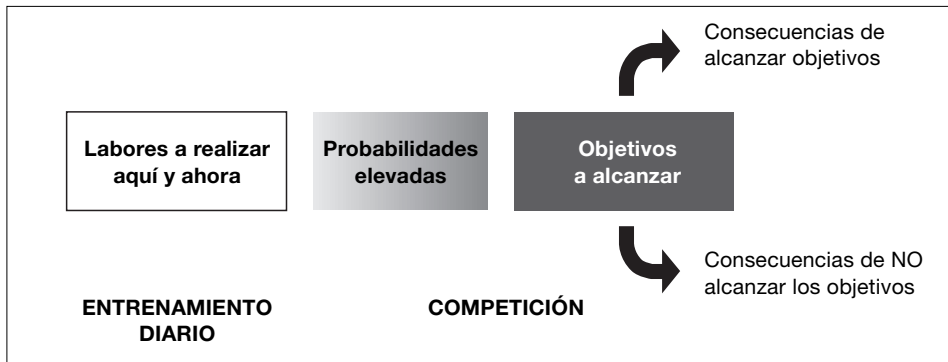 Consecuencias de
alcanzar objetivos
Labores a realizar
aquí y ahora
Probabilidades
elevadas
Objetivos
a alcanzar
Consecuencias de NO
alcanzar los objetivos
ENTRENAMIENTO
DIARIO
COMPETICIÓN